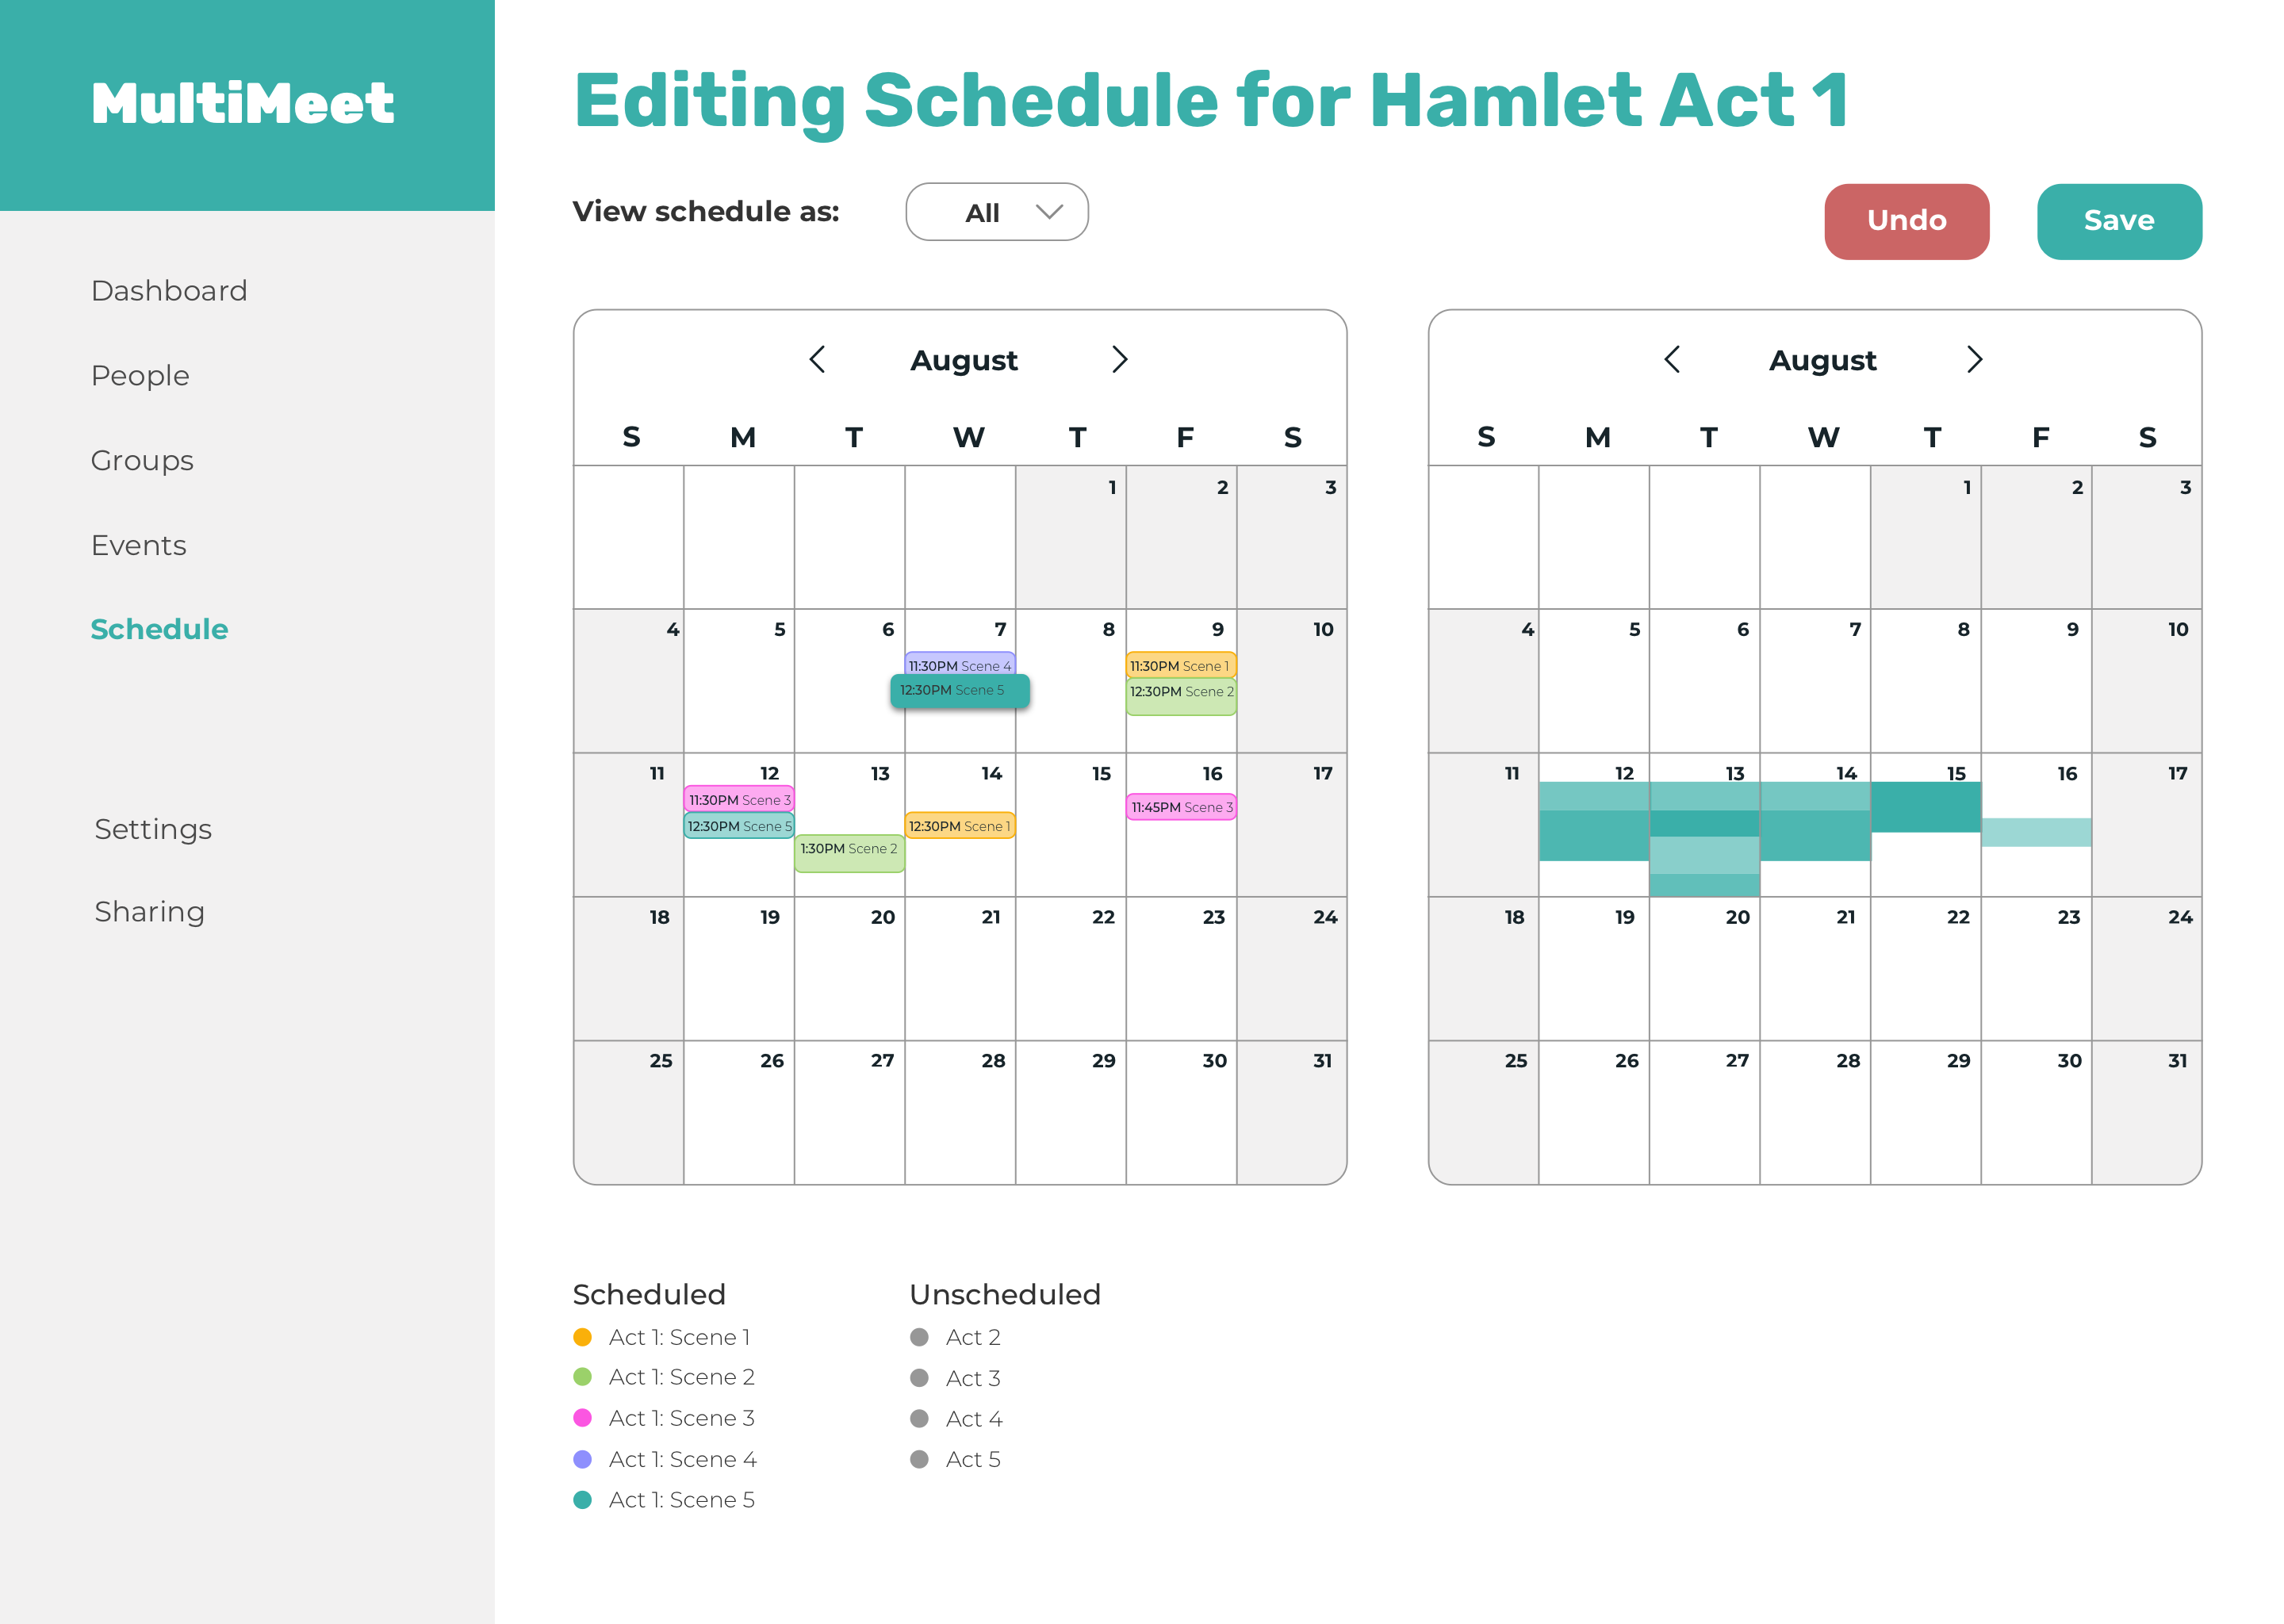 MultiMeet
Dashboard
People
Groups
Events
Schedule
Settings
Sharing
Editing Schedule for Hamlet Act 1
View schedule as:
All
Undo
Save
August
S M T W T F S
1 2 3
4 5 6 7 8 9 10
11:30PM Scene 4
12:30PM Scene 5
11:30PM Scene 1
12:30PM Scene 2
11 12 13 14 15 16 17
11:30PM Scene 3
12:30PM Scene 5
1:30PM Scene 2
12:30PM Scene 1
11:45PM Scene 3
18 19 20 21 22 23 24
25 26 27 28 29 30 31
August
S M T W T F S
1 2 3
4 5 6 7 8 9 10
11 12 13 14 15 16 17
18 19 20 21 22 23 24
25 26 27 28 29 30 31
Scheduled
Act 1: Scene 1
Act 1: Scene 2
Act 1: Scene 3
Act 1: Scene 4
Act 1: Scene 5
Unscheduled
Act 2
Act 3
Act 4
Act 5